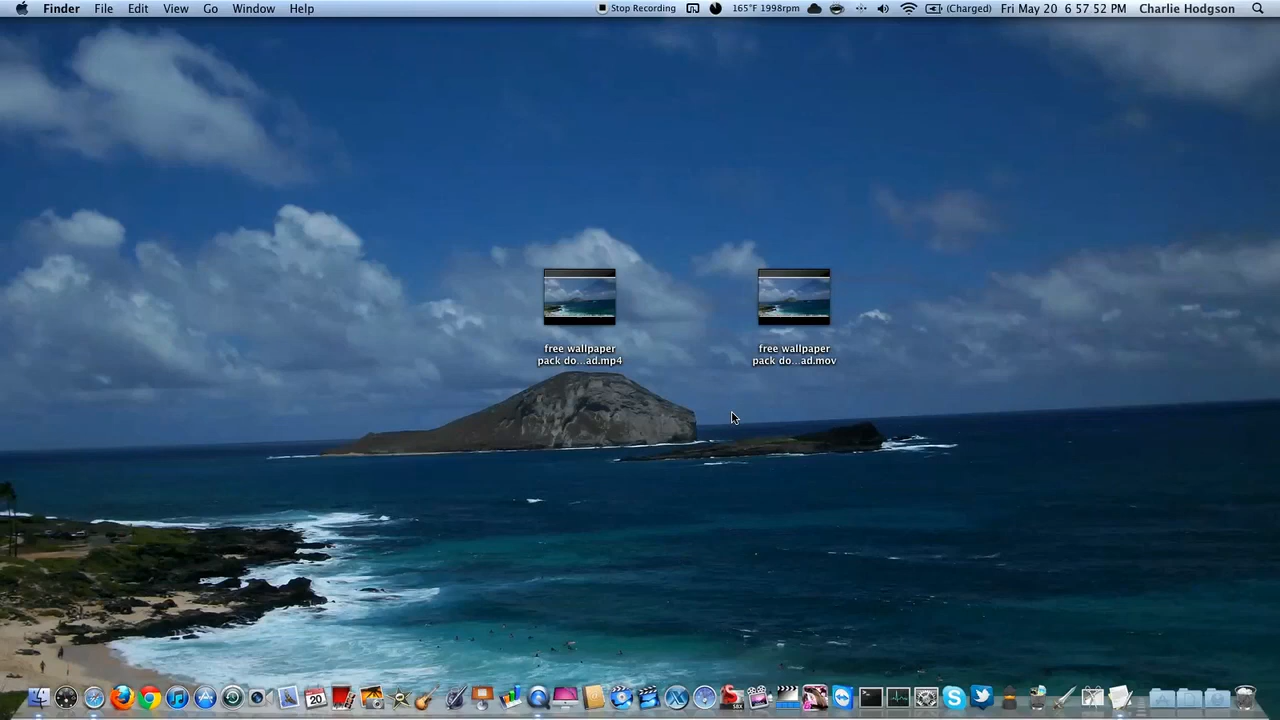 Finder File Edit View Go Window Help Stop Recording 165°F 1998rpm (Charged) Fri May 20 6 57 52 PM Charlie Hodgson
free wallpaper
pack do...ad.mp4
free wallpaper
pack do...ad.mov
20